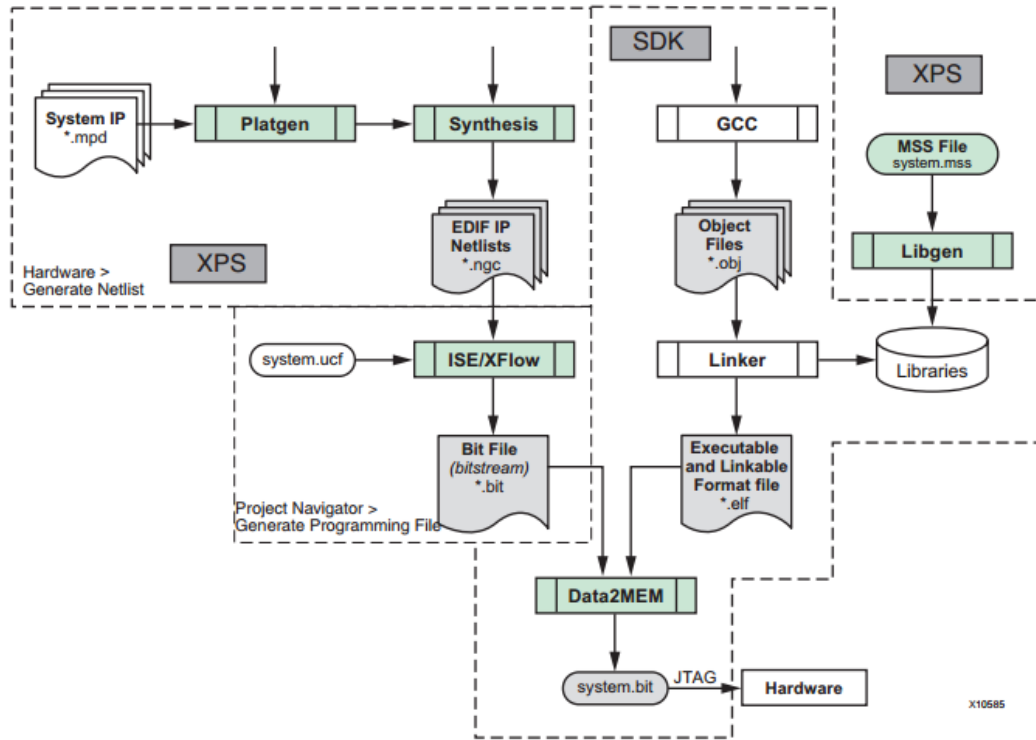 SDK
XPS
System IP
*.mpd
Platgen
Synthesis
GCC
MSS File
system.mss
EDIF IP
Netlists
*.ngc
Object
Files
*.obj
Libgen
XPS
Hardware >
Generate Netlist
system.ucf
ISE/XFlow
Linker
Libraries
Bit File
(bitstream)
*.bit
Executable
and Linkable
Format file
*.elf
Project Navigator >
Generate Programming File
Data2MEM
system.bit
JTAG
Hardware
X10585